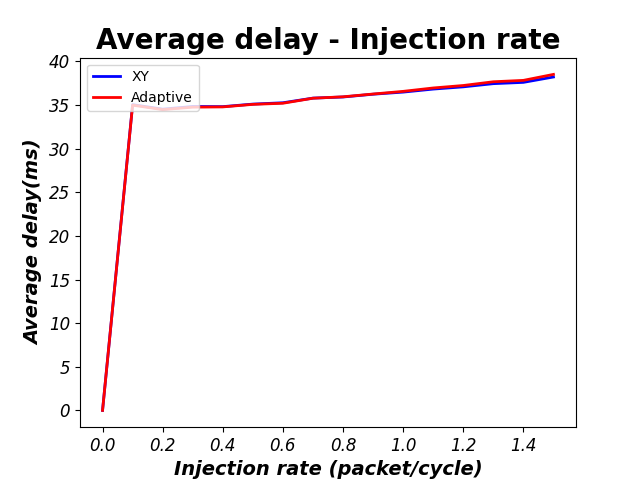 Average delay - Injection rate
XY
Adaptive
Average delay(ms)
40
35
30
25
20
15
10
5
0
0.0 0.2 0.4 0.6 0.8 1.0 1.2 1.4
Injection rate (packet/cycle)